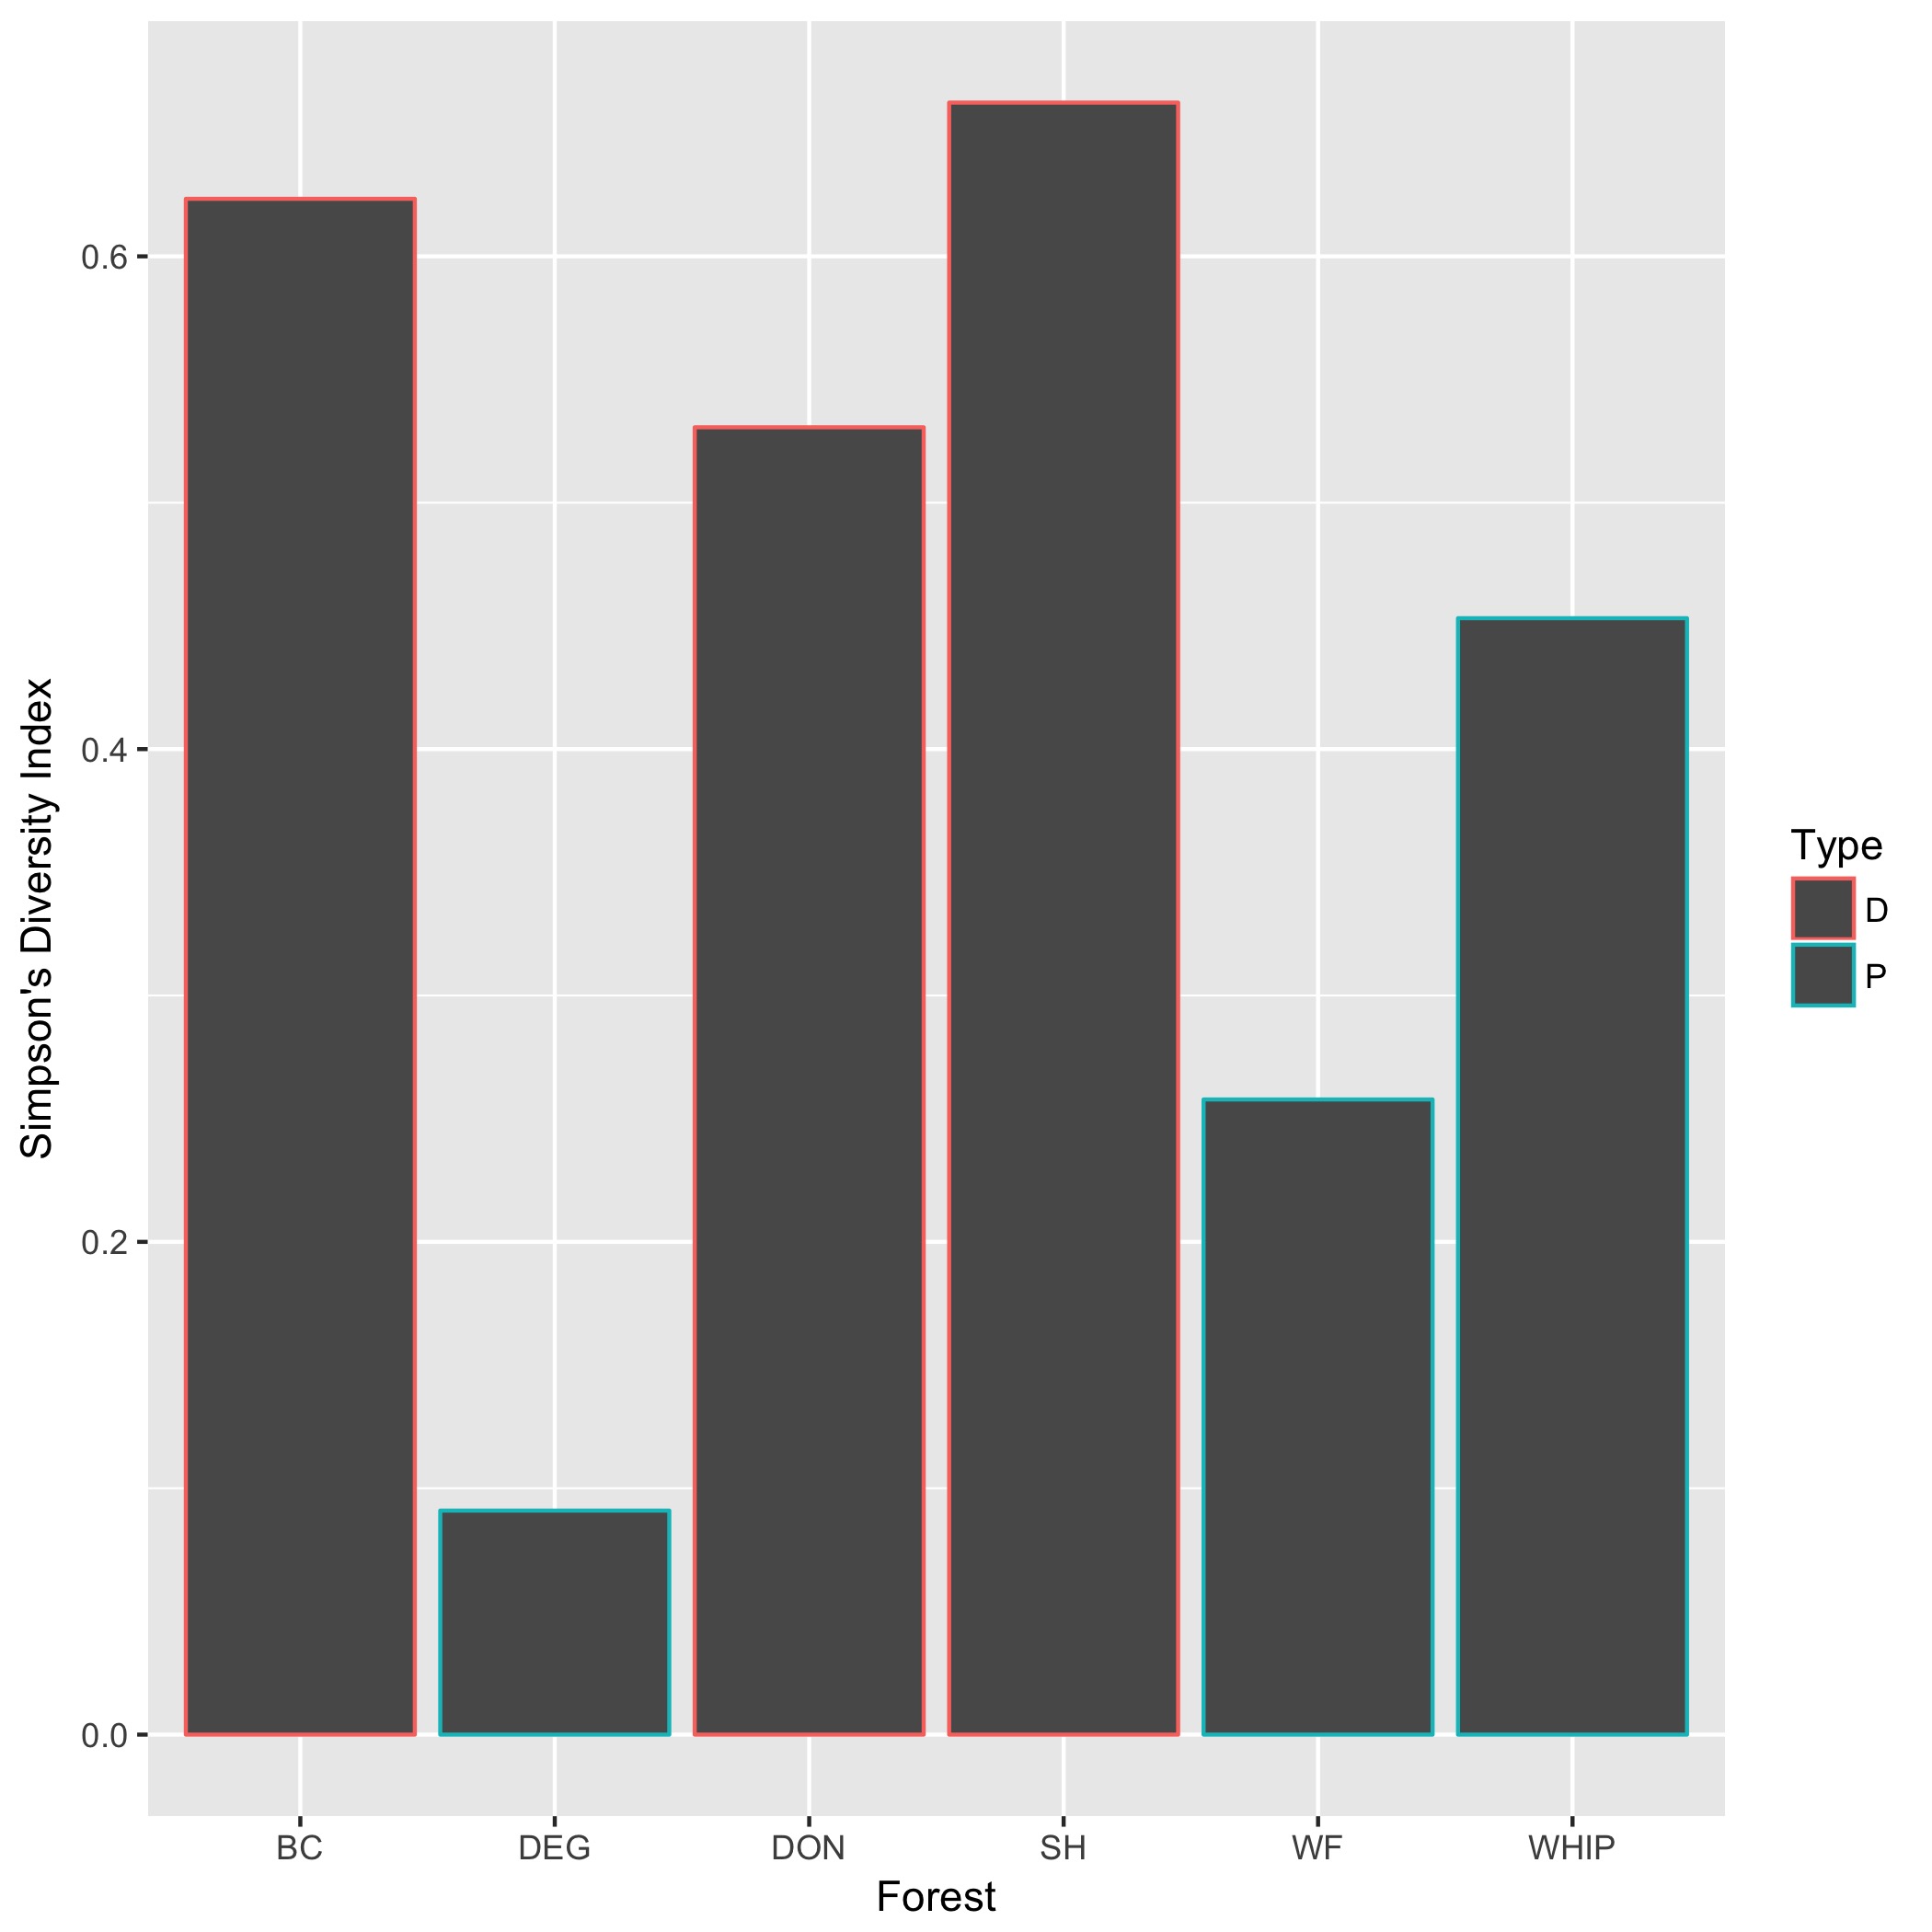 Simpson's Diversity Index
0.6
0.4
0.2
0.0
BC DEG DON SH WF WHIP
Forest
Type
D
P